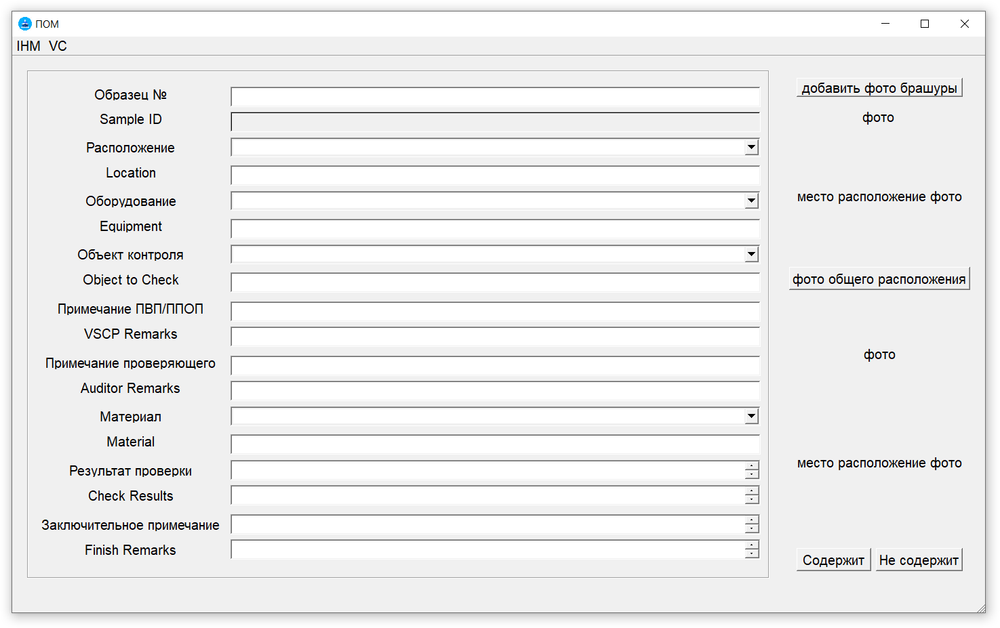 ПОМ
IHM VC
Образец №
Sample ID
Расположение
Location
Оборудование
Equipment
Объект контроля
Object to Check
Примечание ПВП/ППОП
VSCP Remarks
Примечание проверяющего
Auditor Remarks
Материал
Material
Результат проверки
Check Results
Заключительное примечание
Finish Remarks
добавить фото брашуры
фото
место расположение фото
фото общего расположения
фото
место расположение фото
Содержит Не содержит